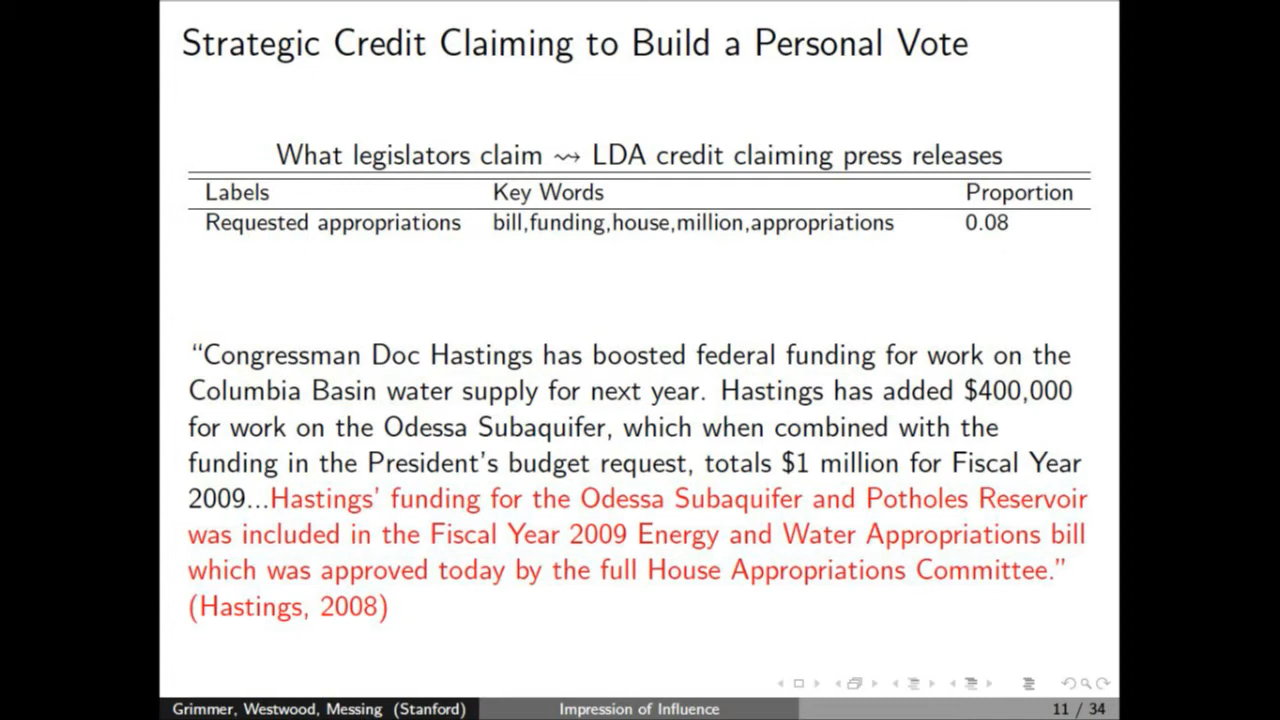 Strategic Credit Claiming to Build a Personal Vote
What legislators claim ⇝ LDA credit claiming press releases
Labels Key Words Proportion
Requested appropriations bill,funding,house,million,appropriations 0.08
“Congressman Doc Hastings has boosted federal funding for work on the
Columbia Basin water supply for next year. Hastings has added $400,000
for work on the Odessa Subaquifer, which when combined with the
funding in the President’s budget request, totals $1 million for Fiscal Year
2009...Hastings’ funding for the Odessa Subaquifer and Potholes Reservoir
was included in the Fiscal Year 2009 Energy and Water Appropriations bill
which was approved today by the full House Appropriations Committee.”
(Hastings, 2008)
Grimmer, Westwood, Messing (Stanford) Impression of Influence 11 / 34